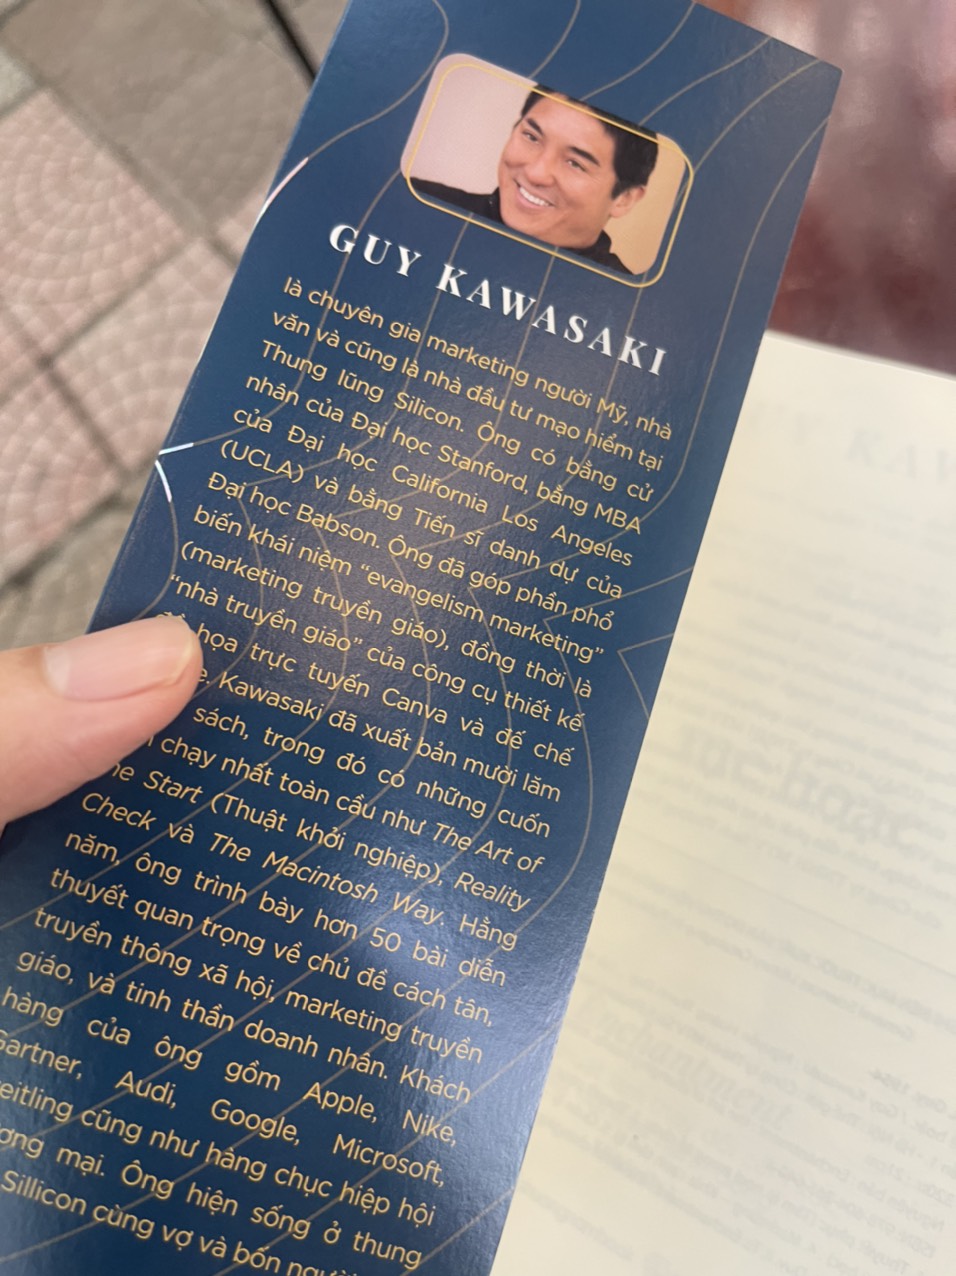 GUY KAWASAKI
là chuyên gia marketing người Mỹ, nhà
văn và cũng là nhà đầu tư mạo hiểm tại
Thung lũng Silicon. Ông có bằng cử
nhân của Đại học Stanford, bằng MBA
của Đại học California Los Angeles
(UCLA) và bằng Tiến sĩ danh dự của
Đại học Babson. Ông đã góp phần phổ
biến khái niệm “evangelism marketing”
(marketing truyền giáo), đồng thời là
“nhà truyền giáo” của công cụ thiết kế
họa trực tuyến Canva và đế chế
Kawasaki đã xuất bản mười lăm
sách, trong đó có những cuốn
chạy nhất toàn cầu như The Art of
Start (Thuật khởi nghiệp), Reality
Check và The Macintosh Way. Hằng
năm, ông trình bày hơn 50 bài diễn
thuyết quan trọng về chủ đề cách tân,
truyền thông xã hội, marketing truyền
giáo, và tinh thần doanh nhân. Khách
hàng của ông gồm Apple, Nike,
Gartner, Audi, Google, Microsoft,
cũng như hàng chục hiệp hội
mại. Ông hiện sống ở thung
Sillicon cùng vợ và bốn